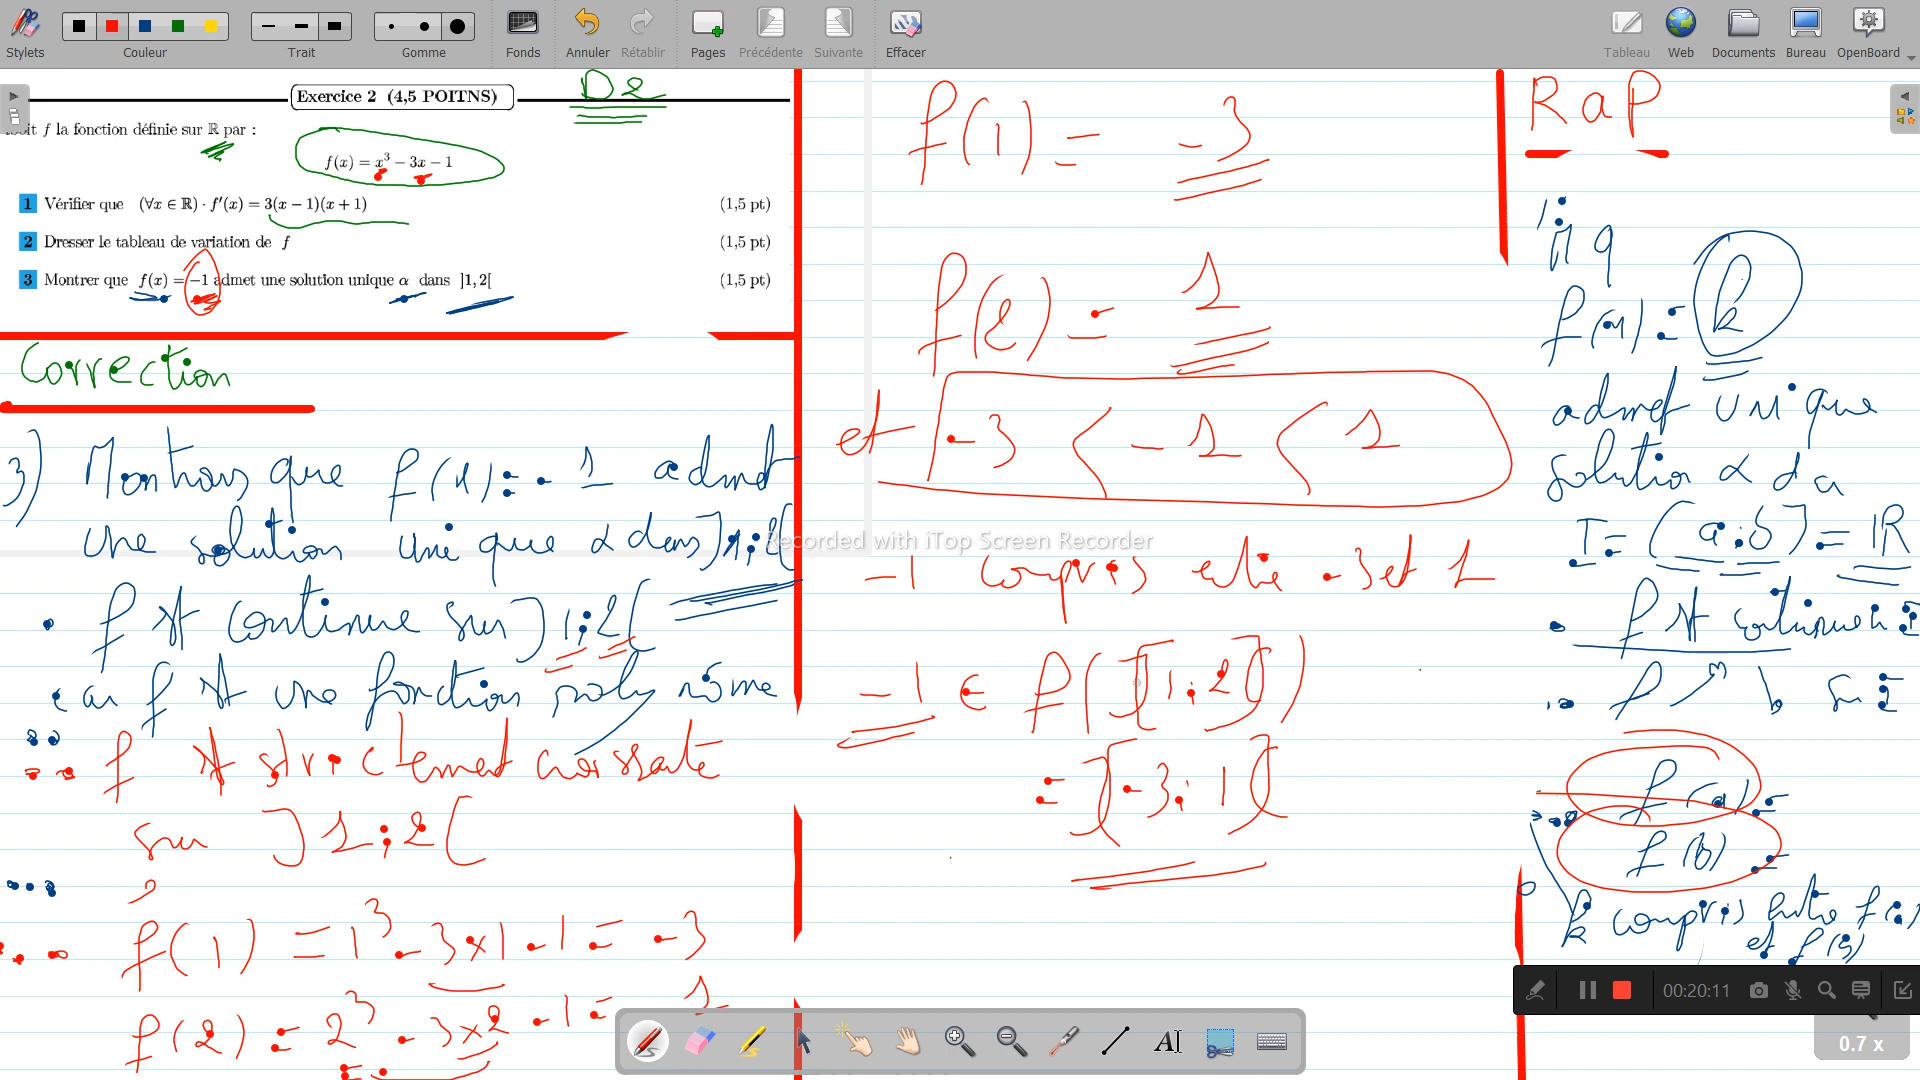 Stylets
Couleur
Trait
Gomme
Fonds
Annuler
Rétablir
Pages
Précédente
Suivante
Effacer
Tableau
Web
Documents
Bureau
OpenBoard
Exercice 2 (4,5 POITNS)
D2
f la fonction définie sur ℝ par :
f(x) = x³ − 3x − 1
1 Vérifier que (∀x ∈ ℝ) · f′(x) = 3(x − 1)(x + 1) (1,5 pt)
2 Dresser le tableau de variation de f (1,5 pt)
3 Montrer que f(x) = −1 admet une solution unique α dans ]1, 2[ (1,5 pt)
Correction
3) Montrons que f(x) = -1 admet
une solution unique α dans ]1;2[
• f est continue sur ]1;2[
car f est une fonction polynôme
•• f est strictement croissante
sur ]1;2[
f(1) = 1³ - 3×1 - 1 = -3
f(2) = 2³ - 3×2 - 1 = 1
f(1) = -3
f(2) = 1
et -3 < -1 < 1
Recorded with iTop Screen Recorder
-1 compris entre -3 et 1
-1 ∈ f([1;2])
= [-3;1]
RaP
Mq
f(x) = k
admet unique
solution α da
I = (a;b) = IR
• f est continue I
f ↗ ↘ su I
f(a) =
f(b) =
k compris entre f(a)
et f(b)
00:20:11
0.7 x